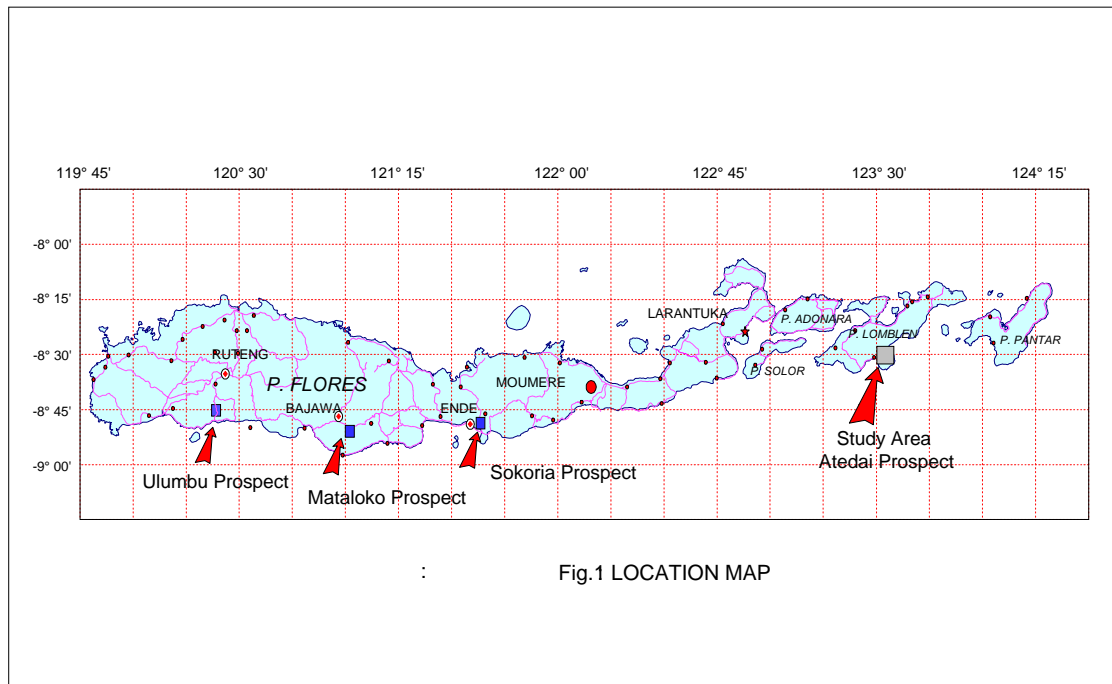 119° 45'
120° 30'
121° 15'
122° 00'
122° 45'
123° 30'
124° 15'
-8° 00'
-8° 15'
LARANTUKA
P. ADONARA
P. LOMBLEN
P. PANTAR
-8° 30'
RUTENG
P. FLORES
MOUMERE
SOLOR
-8° 45'
BAJAWA
ENDE
Study Area
Atedai Prospect
-9° 00'
Ulumbu Prospect
Mataloko Prospect
Sokoria Prospect
:
Fig.1 LOCATION MAP